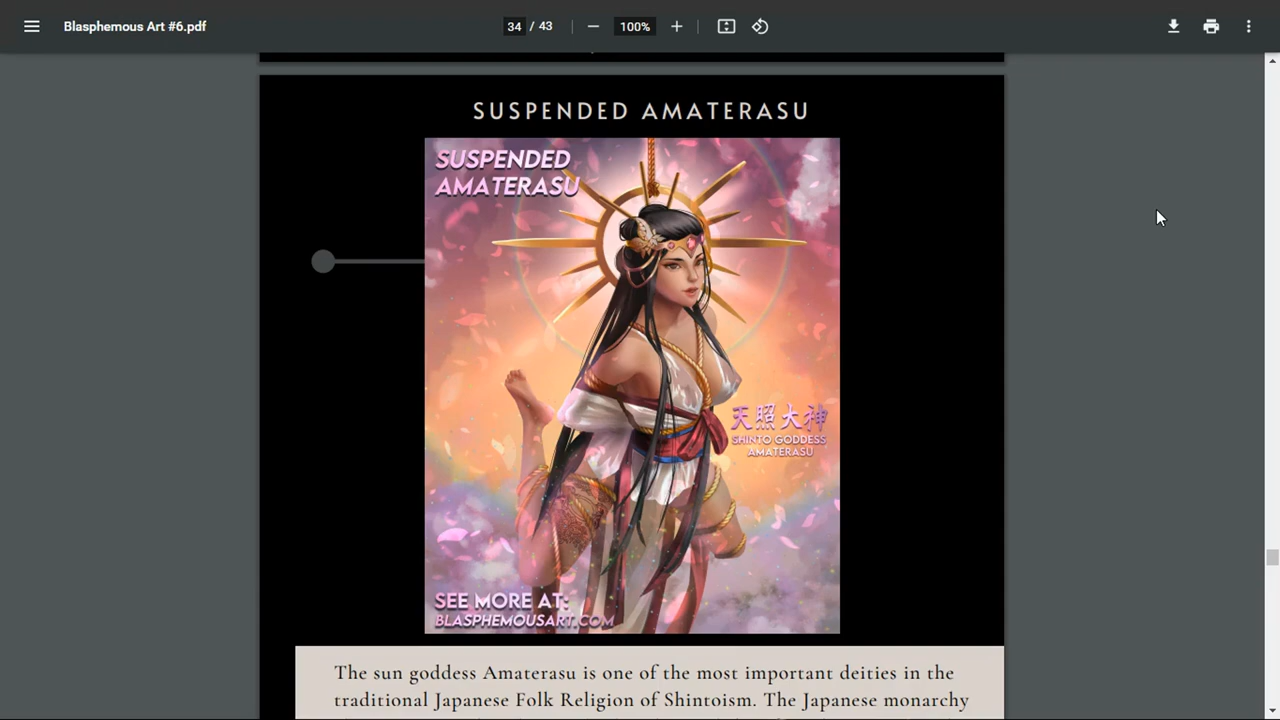 Blasphemous Art #6.pdf
34 / 43
100%
SUSPENDED AMATERASU
SUSPENDED
AMATERASU
天照大神
SHINTO GODDESS
AMATERASU
SEE MORE AT:
BLASPHEMOUSART.COM
The sun goddess Amaterasu is one of the most important deities in the
traditional Japanese Folk Religion of Shintoism. The Japanese monarchy